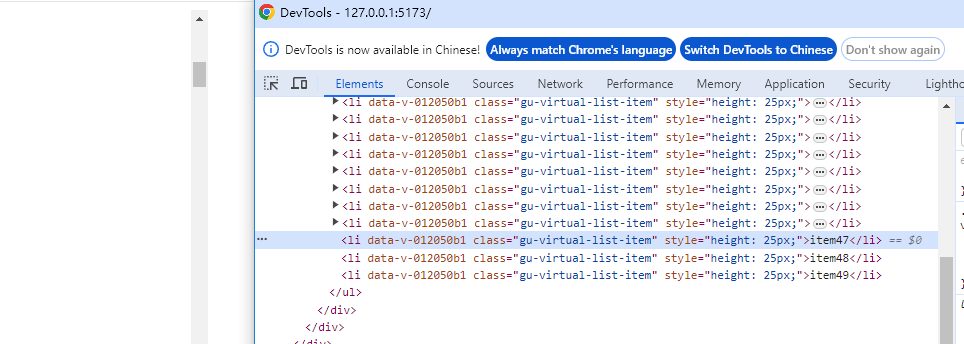 DevTools - 127.0.0.1:5173/
DevTools is now available in Chinese! Always match Chrome's language Switch DevTools to Chinese Don't show again
Elements Console Sources Network Performance Memory Application Security Lightho
<li data-v-012050b1 class="gu-virtual-list-item" style="height: 25px;">…</li>
<li data-v-012050b1 class="gu-virtual-list-item" style="height: 25px;">…</li>
<li data-v-012050b1 class="gu-virtual-list-item" style="height: 25px;">…</li>
<li data-v-012050b1 class="gu-virtual-list-item" style="height: 25px;">…</li>
<li data-v-012050b1 class="gu-virtual-list-item" style="height: 25px;">…</li>
<li data-v-012050b1 class="gu-virtual-list-item" style="height: 25px;">…</li>
<li data-v-012050b1 class="gu-virtual-list-item" style="height: 25px;">…</li>
<li data-v-012050b1 class="gu-virtual-list-item" style="height: 25px;">…</li>
… <li data-v-012050b1 class="gu-virtual-list-item" style="height: 25px;">item47</li> == $0
<li data-v-012050b1 class="gu-virtual-list-item" style="height: 25px;">item48</li>
<li data-v-012050b1 class="gu-virtual-list-item" style="height: 25px;">item49</li>
</ul>
</div>
</div>
</div>